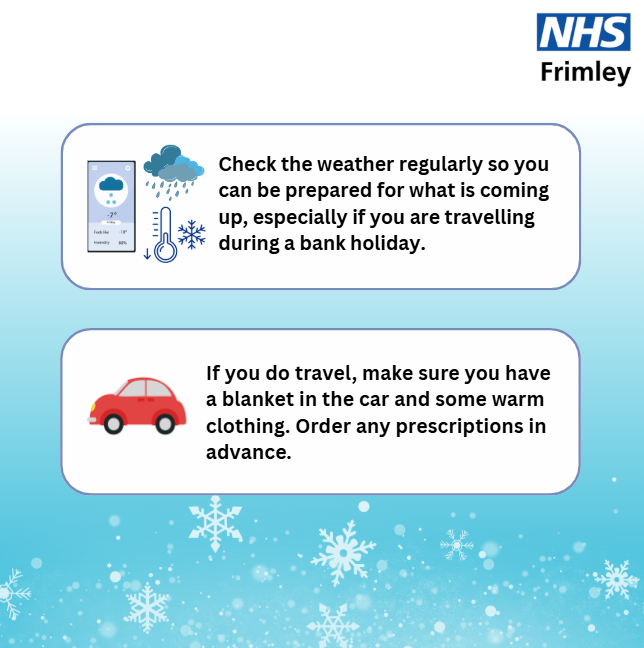 NHS
Frimley
Check the weather regularly so you
can be prepared for what is coming
up, especially if you are travelling
during a bank holiday.
-7°
Friday
Feels like -10°
Humidity 80%
If you do travel, make sure you have
a blanket in the car and some warm
clothing. Order any prescriptions in
advance.